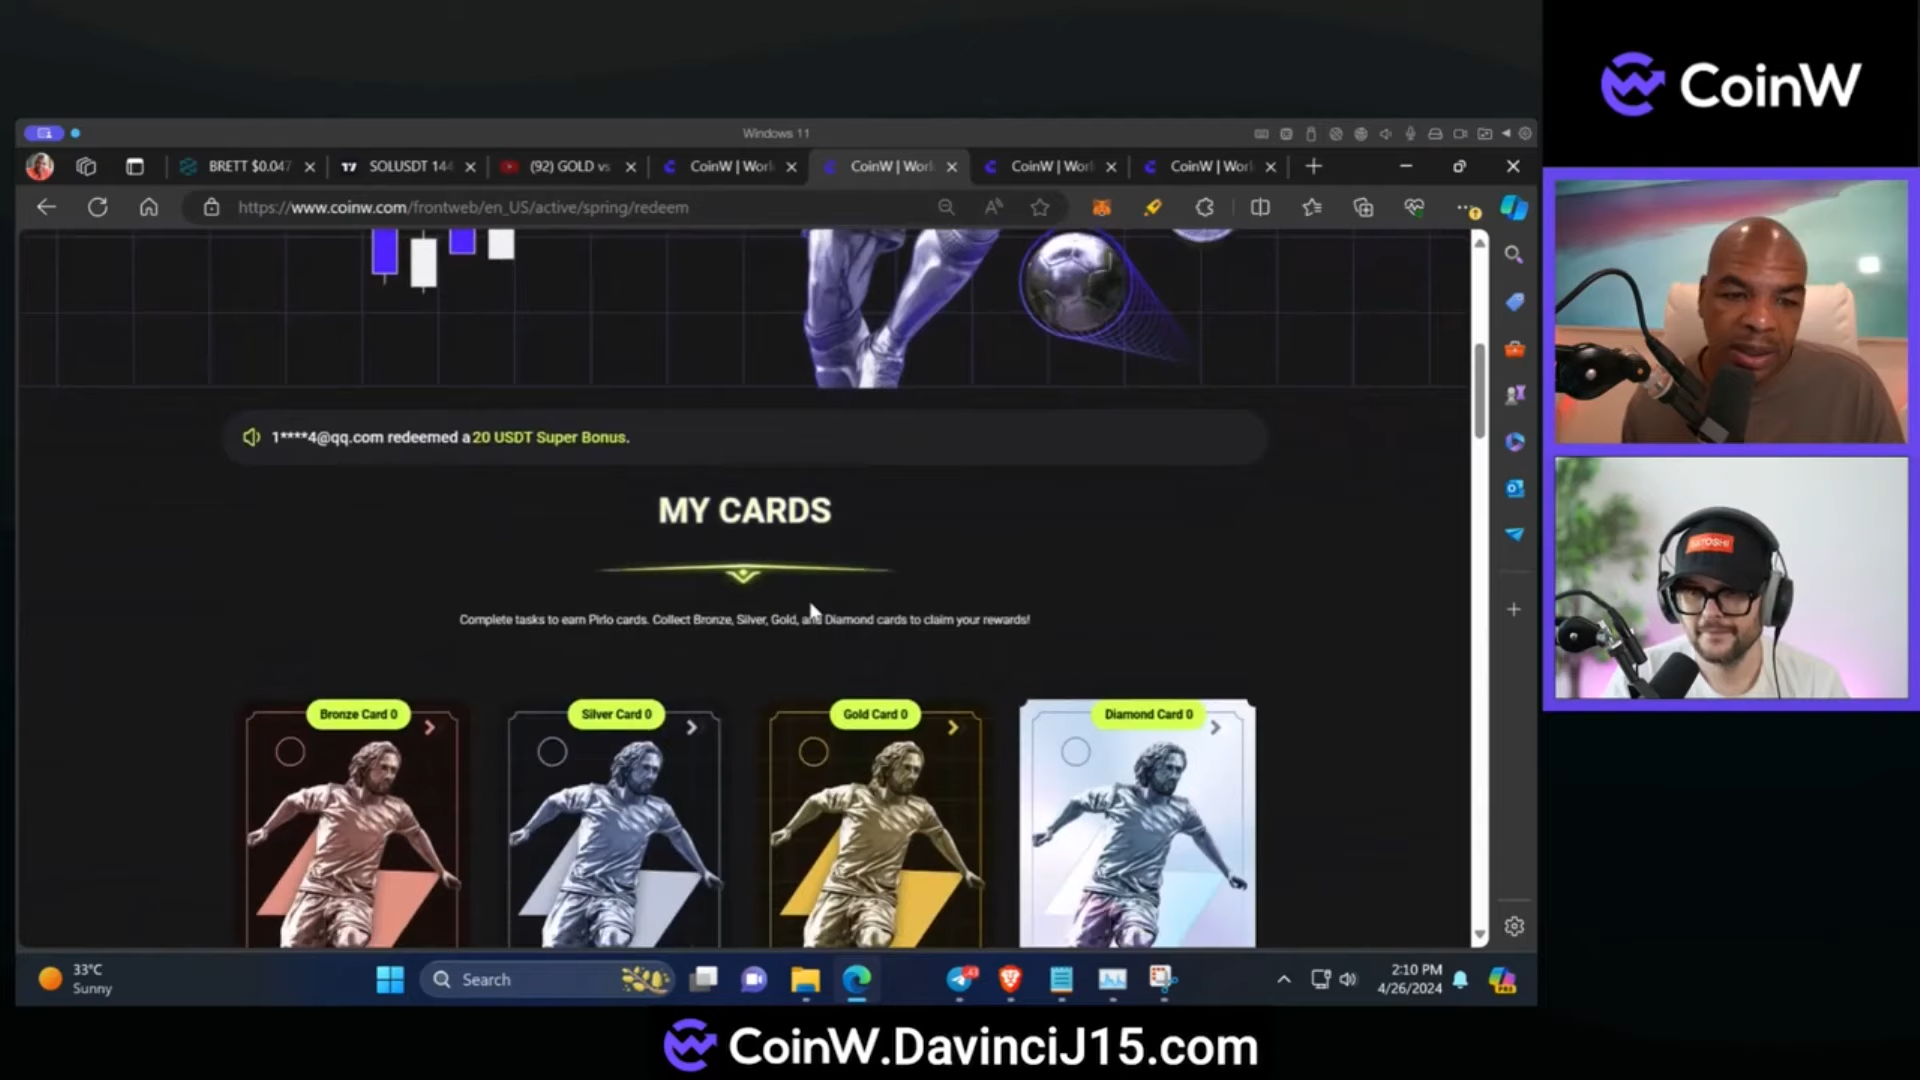 CoinW
Windows 11
BRETT $0.047
SOLUSDT 144
(92) GOLD vs
CoinW | Worl
CoinW | Worl
CoinW | Worl
CoinW | Worl
https://www.coinw.com/frontweb/en_US/active/spring/redeem
1****4@qq.com redeemed a 20 USDT Super Bonus.
MY CARDS
Complete tasks to earn Pirlo cards. Collect Bronze, Silver, Gold, and Diamond cards to claim your rewards!
Bronze Card 0
Silver Card 0
Gold Card 0
Diamond Card 0
SATOSHI
33°C
Sunny
Search
43
2:10 PM
4/26/2024
PRE
CoinW.DavinciJ15.com